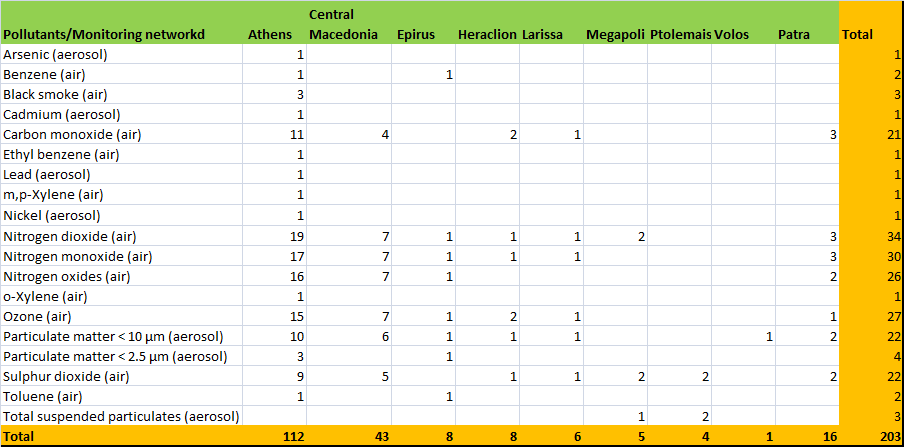 Central
Pollutants/Monitoring networkd Athens Macedonia Epirus Heraclion Larissa Megapoli Ptolemais Volos Patra Total
Arsenic (aerosol) 1 1
Benzene (air) 1 1 2
Black smoke (air) 3 3
Cadmium (aerosol) 1 1
Carbon monoxide (air) 11 4 2 1 3 21
Ethyl benzene (air) 1 1
Lead (aerosol) 1 1
m,p-Xylene (air) 1 1
Nickel (aerosol) 1 1
Nitrogen dioxide (air) 19 7 1 1 1 2 3 34
Nitrogen monoxide (air) 17 7 1 1 1 3 30
Nitrogen oxides (air) 16 7 1 2 26
o-Xylene (air) 1 1
Ozone (air) 15 7 1 2 1 1 27
Particulate matter < 10 µm (aerosol) 10 6 1 1 1 1 2 22
Particulate matter < 2.5 µm (aerosol) 3 1 4
Sulphur dioxide (air) 9 5 1 1 2 2 2 22
Toluene (air) 1 1 2
Total suspended particulates (aerosol) 1 2 3
Total 112 43 8 8 6 5 4 1 16 203